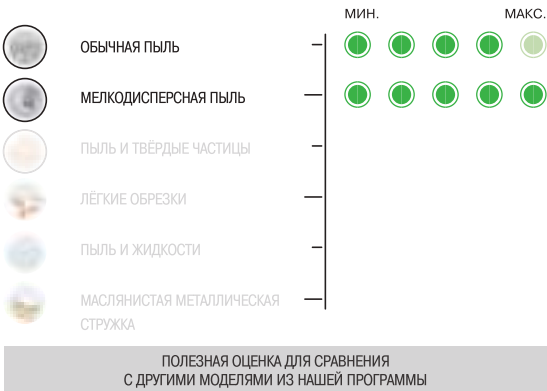 МИН. МАКС.
ОБЫЧНАЯ ПЫЛЬ
МЕЛКОДИСПЕРСНАЯ ПЫЛЬ
ПЫЛЬ И ТВЁРДЫЕ ЧАСТИЦЫ
ЛЁГКИЕ ОБРЕЗКИ
ПЫЛЬ И ЖИДКОСТИ
МАСЛЯНИСТАЯ МЕТАЛЛИЧЕСКАЯ
СТРУЖКА
ПОЛЕЗНАЯ ОЦЕНКА ДЛЯ СРАВНЕНИЯ
С ДРУГИМИ МОДЕЛЯМИ ИЗ НАШЕЙ ПРОГРАММЫ